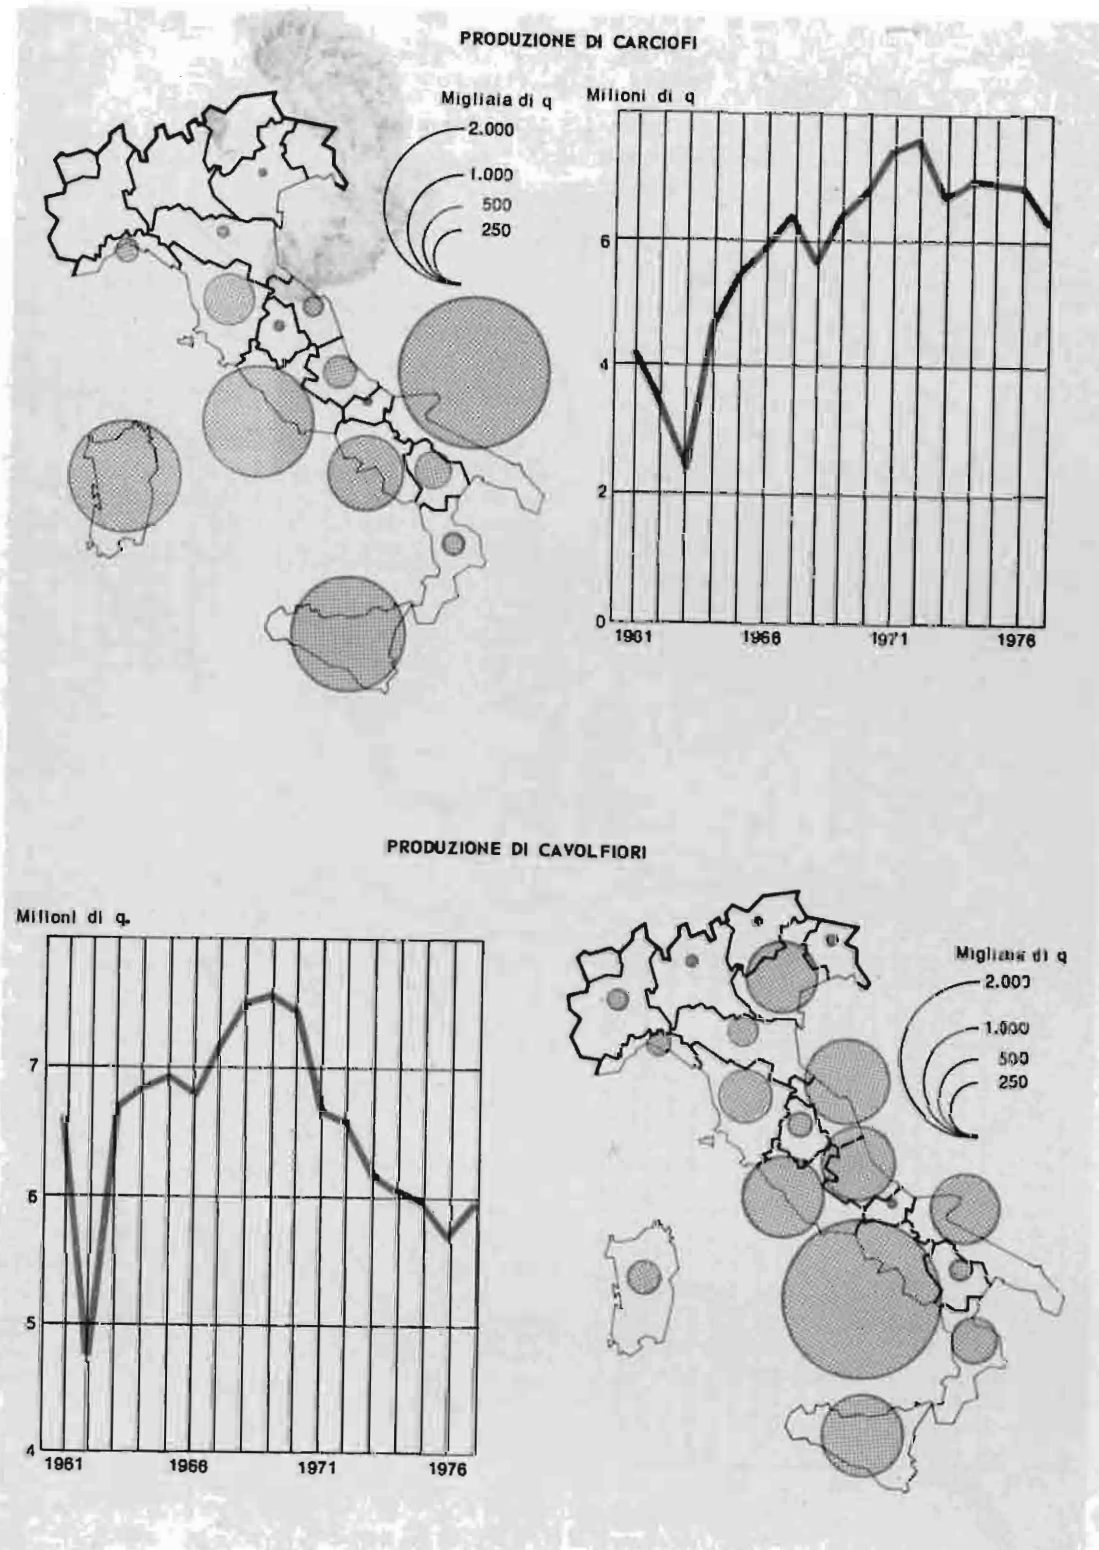 PRODUZIONE DI CARCIOFI
Migliaia di q
2.000
1.000
500
250
Milioni di q
6
4
2
0
1961 1966 1971 1976
PRODUZIONE DI CAVOLFIORI
Milioni di q.
7
6
5
4
1961 1966 1971 1976
Migliaia di q
2.000
1.000
500
250